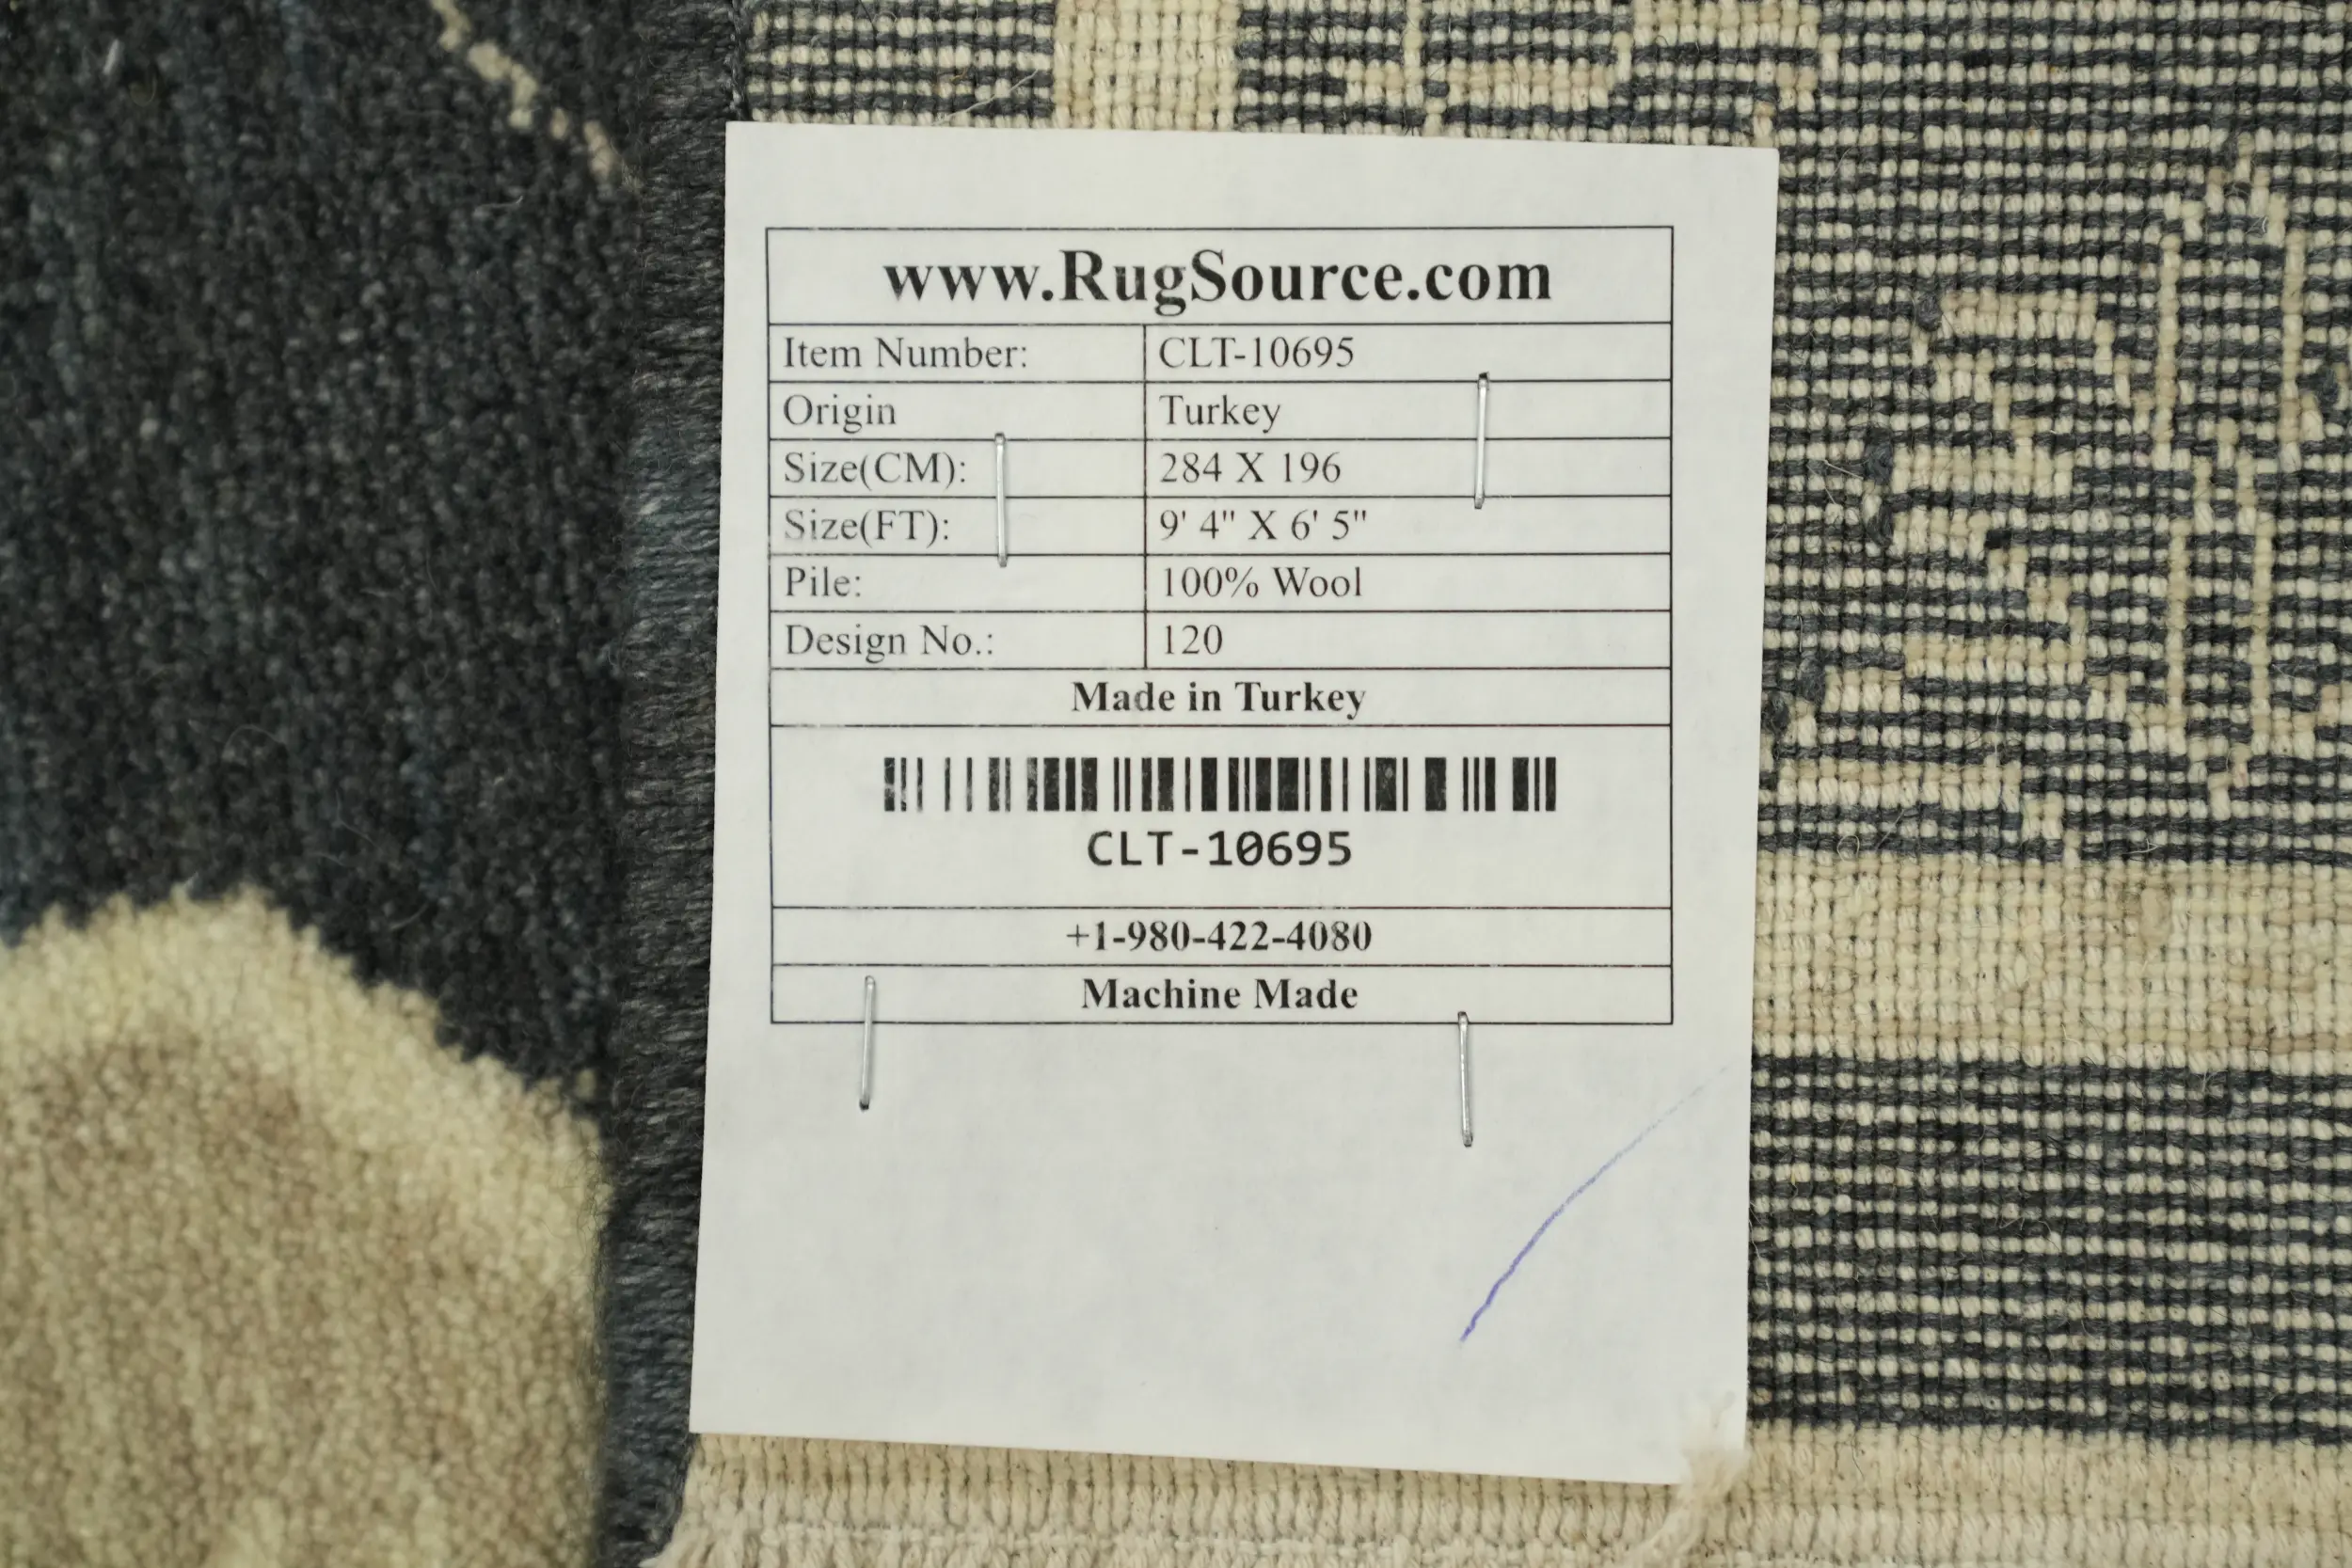 www.RugSource.com
Item Number: CLT-10695
Origin Turkey
Size(CM): 284 X 196
Size(FT): 9' 4" X 6' 5"
Pile: 100% Wool
Design No.: 120
Made in Turkey
CLT-10695
+1-980-422-4080
Machine Made